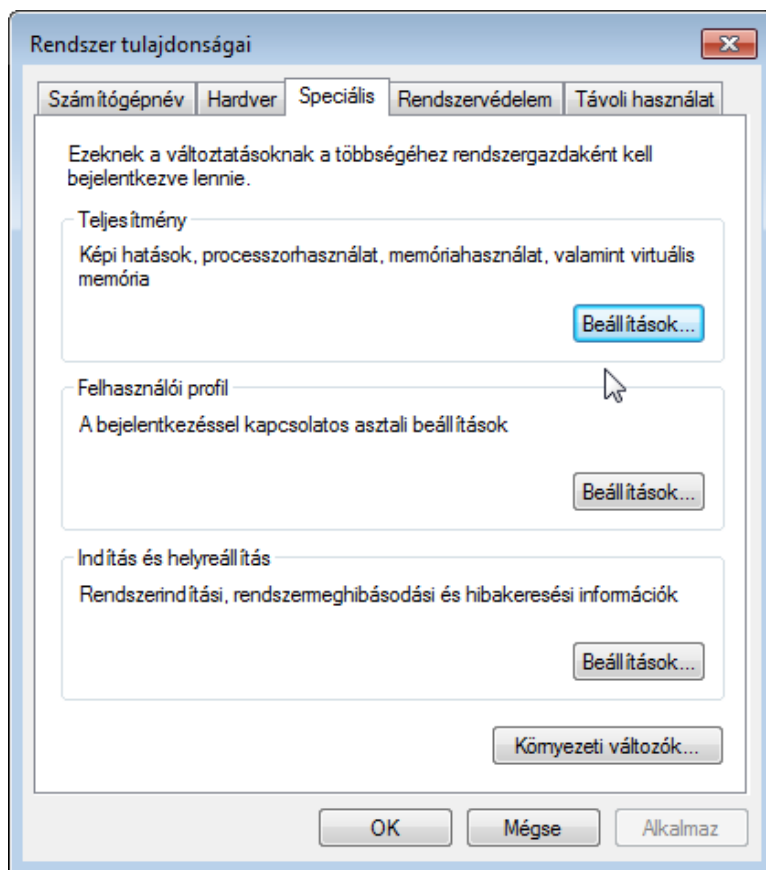 Rendszer tulajdonságai
Számítógépnév
Hardver
Speciális
Rendszervédelem
Távoli használat
Ezeknek a változtatásoknak a többségéhez rendszergazdaként kell
bejelentkezve lennie.
Teljesítmény
Képi hatások, processzorhasználat, memóriahasználat, valamint virtuális
memória
Beállítások...
Felhasználói profil
A bejelentkezéssel kapcsolatos asztali beállítások
Beállítások...
Indítás és helyreállítás
Rendszerindítási, rendszermeghibásodási és hibakeresési információk
Beállítások...
Környezeti változók...
OK
Mégse
Alkalmaz